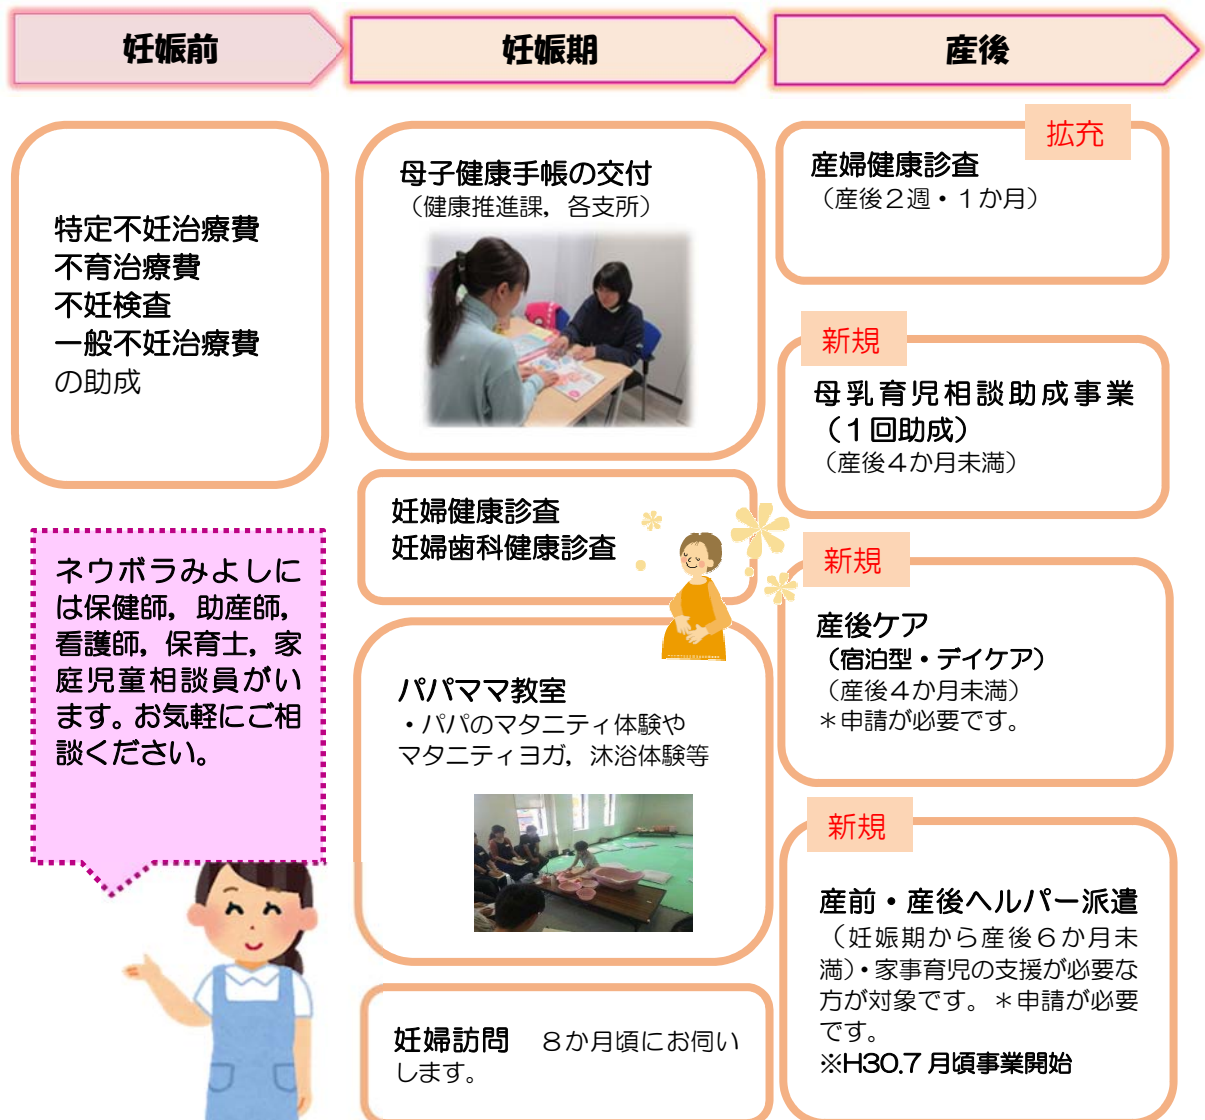 妊娠前
妊娠期
産後
特定不妊治療費
不育治療費
不妊検査
一般不妊治療費
の助成
ネウボラみよしに
は保健師，助産師，
看護師，保育士，家
庭児童相談員がい
ます。お気軽にご相
談ください。
母子健康手帳の交付
（健康推進課，各支所）
妊婦健康診査
妊婦歯科健康診査
パパママ教室
・パパのマタニティ体験や
マタニティヨガ，沐浴体験等
妊婦訪問　８か月頃にお伺い
します。
拡充
産婦健康診査
（産後２週・１か月）
新規
母乳育児相談助成事業
（１回助成）
（産後４か月未満）
新規
産後ケア
（宿泊型・デイケア）
（産後４か月未満）
＊申請が必要です。
新規
産前・産後ヘルパー派遣
（妊娠期から産後６か月未
満）・家事育児の支援が必要な
方が対象です。＊申請が必要
です。
※H30.7 月頃事業開始